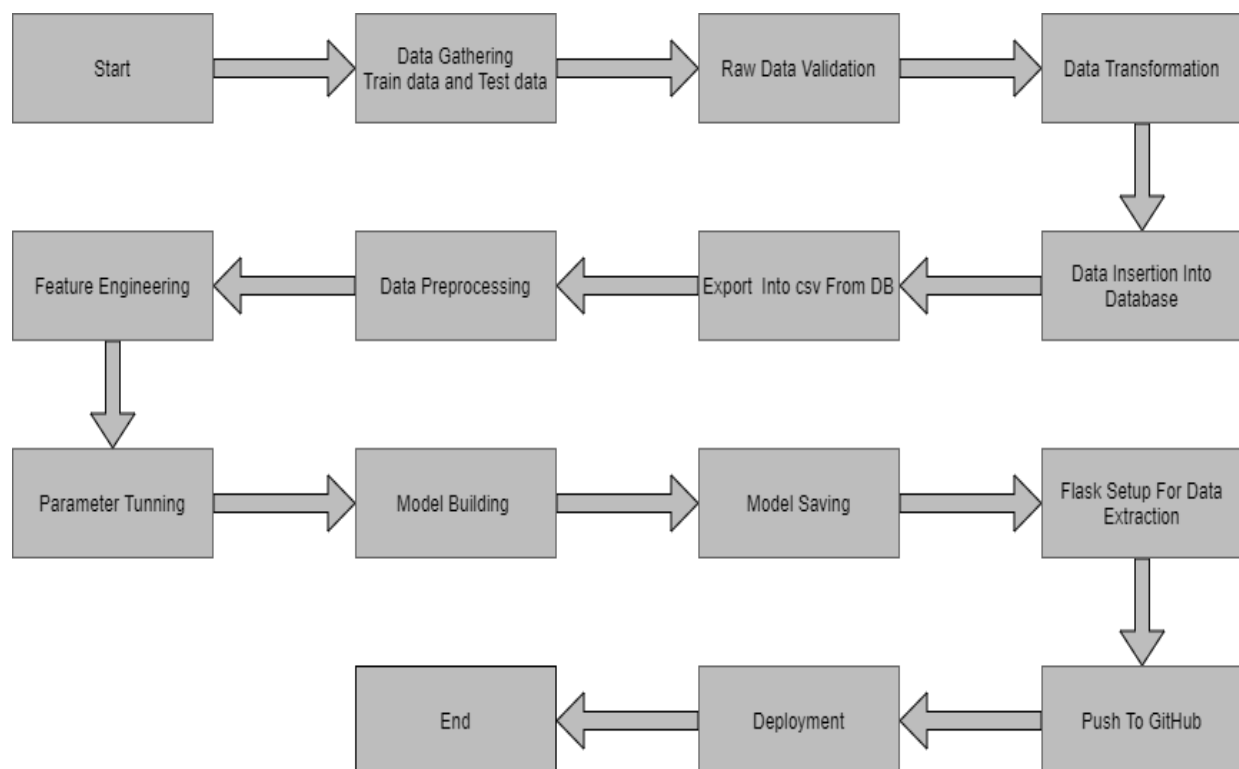 Start
Data Gathering
Train data and Test data
Raw Data Validation
Data Transformation
Data Insertion Into
Database
Export  Into csv From DB
Data Preprocessing
Feature Engineering
Parameter Tunning
Model Building
Model Saving
Flask Setup For Data
Extraction
Push To GitHub
Deployment
End